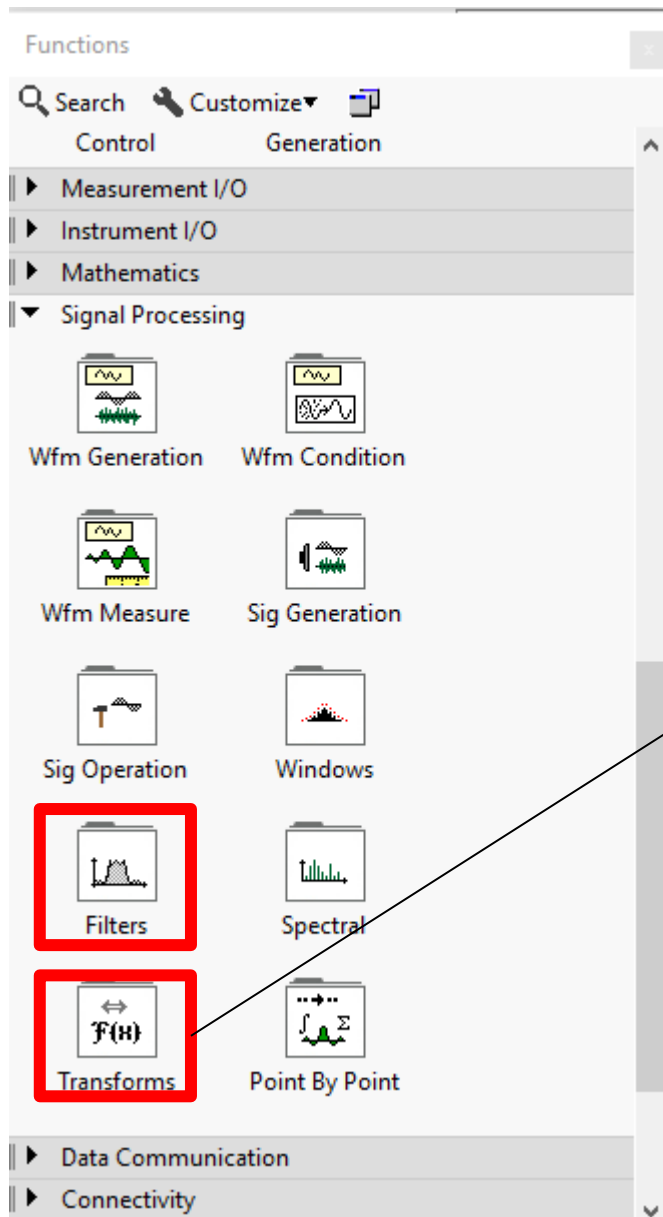 Functions
Search Customize
Control Generation
Measurement I/O
Instrument I/O
Mathematics
Signal Processing
Wfm Generation Wfm Condition
Wfm Measure Sig Generation
Sig Operation Windows
Filters Spectral
F(x)
Transforms Point By Point
Data Communication
Connectivity